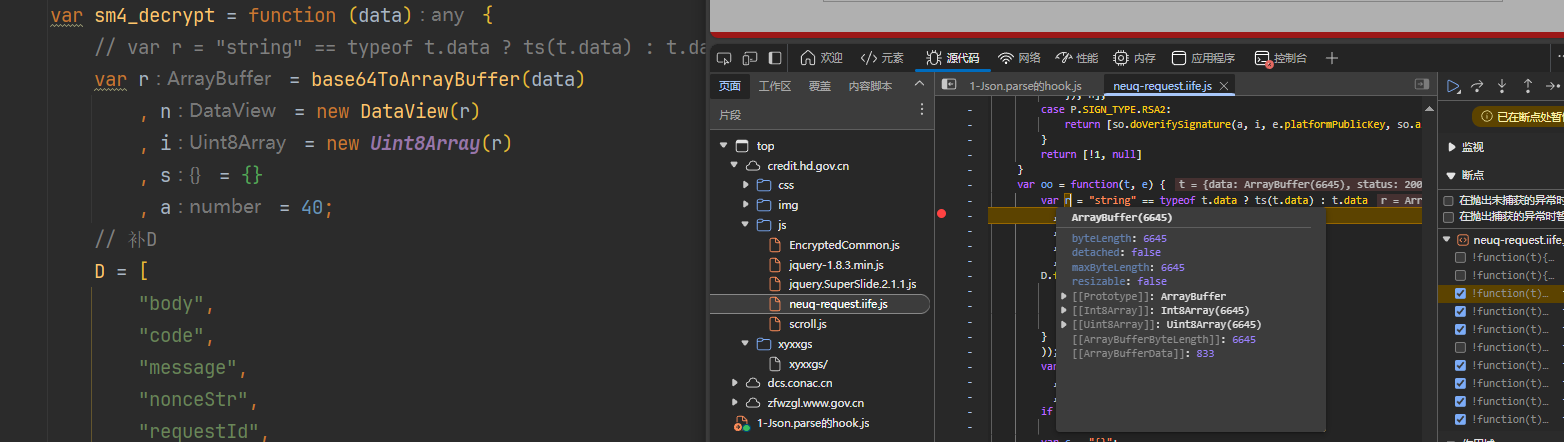 var sm4_decrypt = function (data) : any {
// var r = "string" == typeof t.data ? ts(t.data) : t.da
var r : ArrayBuffer = base64ToArrayBuffer(data)
, n : DataView = new DataView(r)
, i : Uint8Array = new Uint8Array(r)
, s : {} = {}
, a : number = 40;
// 补D
D = [
"body",
"code",
"message",
"nonceStr",
"requestId",
欢迎
元素
源代码
网络
性能
内存
应用程序
控制台
页面
工作区
覆盖
内容脚本
片段
top
credit.hd.gov.cn
css
img
js
EncryptedCommon.js
jquery-1.8.3.min.js
jquery.SuperSlide.2.1.1.js
neuq-request.iife.js
scroll.js
xyxxgs
xyxxgs/
dcs.conac.cn
zfwzgl.www.gov.cn
1-Json.parse的hook.js
1-Json.parse的hook.js
neuq-request.iife.js
case P.SIGN_TYPE.RSA2:
return [so.doVerifySignature(a, i, e.platformPublicKey, so.a
}
return [!1, null]
}
var oo = function(t, e) { t = {data: ArrayBuffer(6645), status: 200
var r = "string" == typeof t.data ? ts(t.data) : t.data r = Arr
ArrayBuffer(6645)
byteLength: 6645
detached: false
maxByteLength: 6645
resizable: false
[[Prototype]]: ArrayBuffer
[[Int8Array]]: Int8Array(6645)
[[Uint8Array]]: Uint8Array(6645)
[[ArrayBufferByteLength]]: 6645
[[ArrayBufferData]]: 833
}
var
if
已在断点处暂
监视
断点
在抛出未捕获的异常时
在抛出捕获的异常时暂
neuq-request.iife.
!function(t){…
!function(t){…
!function(t)…
!function(t)…
!function(t)…
!function(t)…
!function(t)…
!function(t)…
!function(t)…
!function(t)…